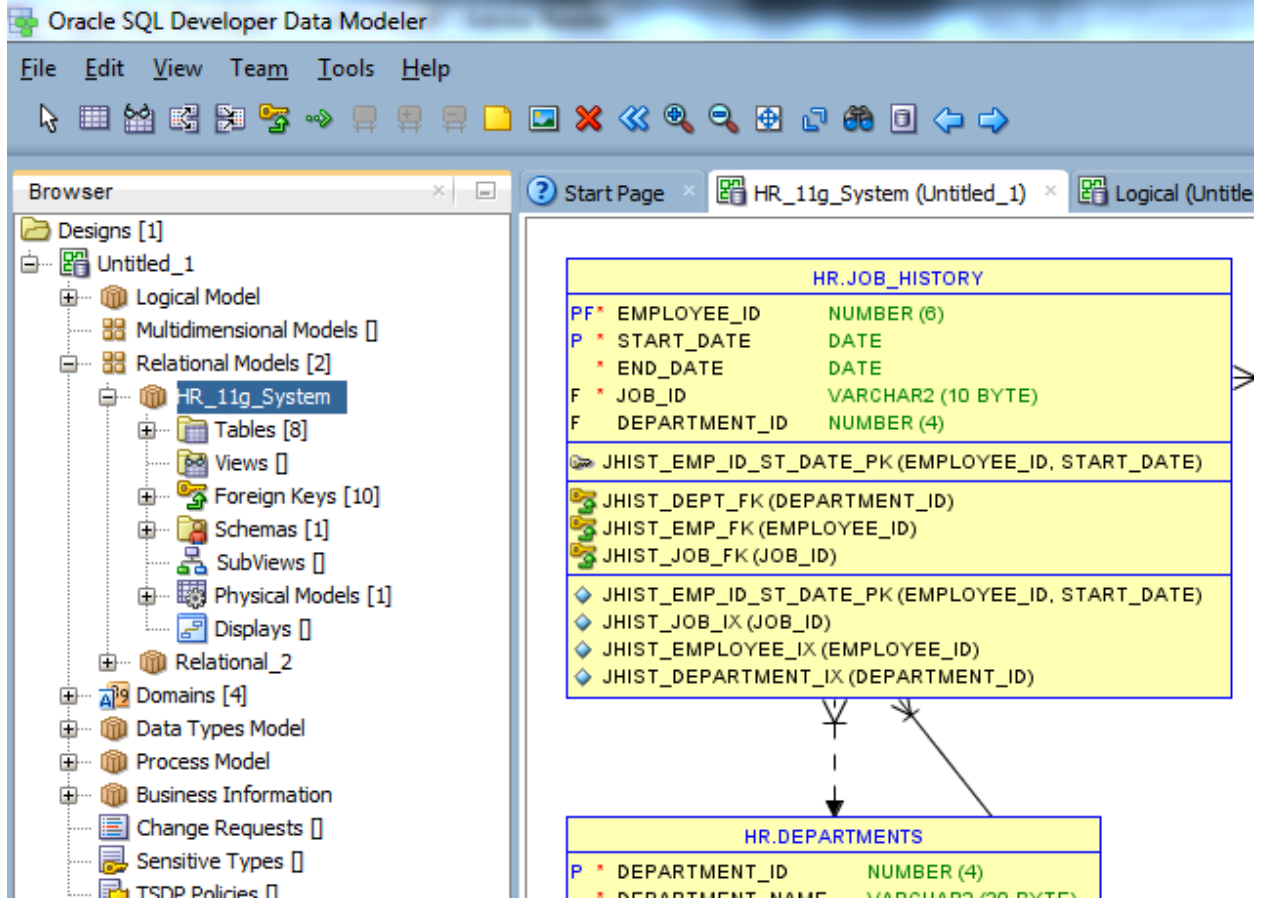 Oracle SQL Developer Data Modeler
File Edit View Team Tools Help
Browser
Start Page
HR_11g_System (Untitled_1)
Logical (Untitle
Designs [1]
Untitled_1
Logical Model
Multidimensional Models []
Relational Models [2]
HR_11g_System
Tables [8]
Views []
Foreign Keys [10]
Schemas [1]
SubViews []
Physical Models [1]
Displays []
Relational_2
Domains [4]
Data Types Model
Process Model
Business Information
Change Requests []
Sensitive Types []
TSDP Policies []
HR.JOB_HISTORY
PF* EMPLOYEE_ID NUMBER (6)
P * START_DATE DATE
* END_DATE DATE
F * JOB_ID VARCHAR2 (10 BYTE)
F DEPARTMENT_ID NUMBER (4)
JHIST_EMP_ID_ST_DATE_PK (EMPLOYEE_ID, START_DATE)
JHIST_DEPT_FK (DEPARTMENT_ID)
JHIST_EMP_FK (EMPLOYEE_ID)
JHIST_JOB_FK (JOB_ID)
JHIST_EMP_ID_ST_DATE_PK (EMPLOYEE_ID, START_DATE)
JHIST_JOB_IX (JOB_ID)
JHIST_EMPLOYEE_IX (EMPLOYEE_ID)
JHIST_DEPARTMENT_IX (DEPARTMENT_ID)
HR.DEPARTMENTS
P * DEPARTMENT_ID NUMBER (4)
* DEPARTMENT_NAME VARCHAR2 (30 BYTE)